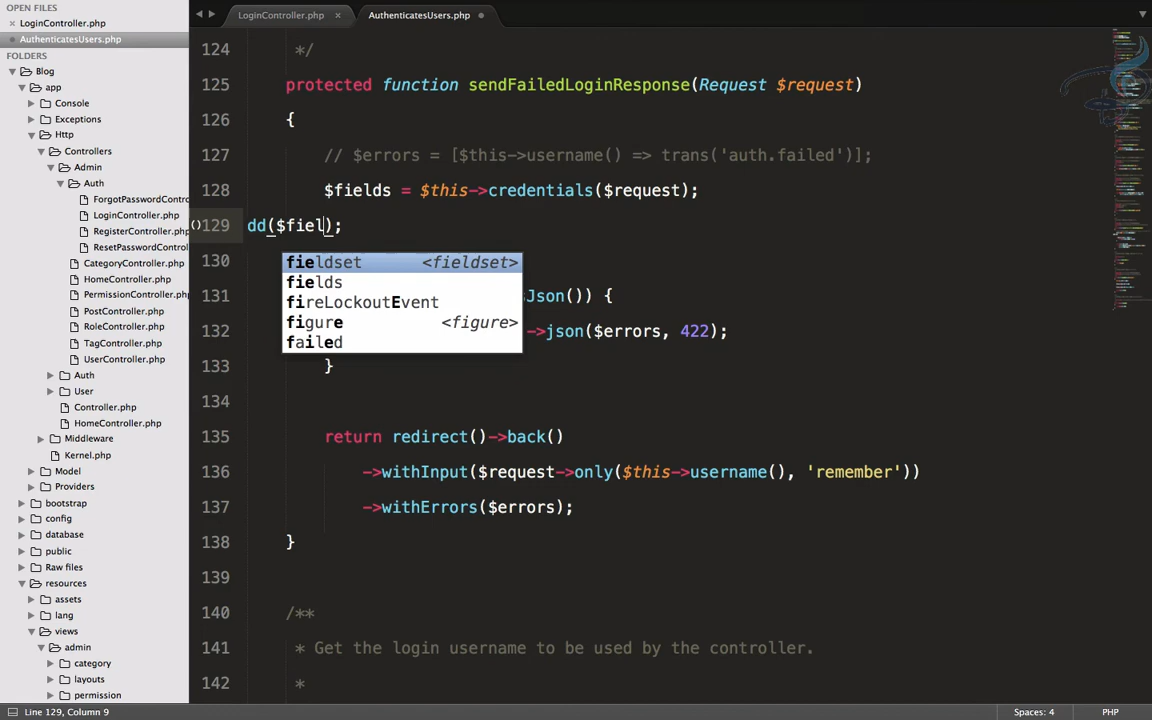 OPEN FILES
× LoginController.php
AuthenticatesUsers.php
FOLDERS
Blog
app
Console
Exceptions
Http
Controllers
Admin
Auth
ForgotPasswordContro
LoginController.php
RegisterController.php
ResetPasswordControl
CategoryController.php
HomeController.php
PermissionController.php
PostController.php
RoleController.php
TagController.php
UserController.php
Auth
User
Controller.php
HomeController.php
Middleware
Kernel.php
Model
Providers
bootstrap
config
database
public
Raw files
resources
assets
lang
views
admin
category
layouts
permission
LoginController.php × AuthenticatesUsers.php
124 */
125 protected function sendFailedLoginResponse(Request $request)
126 {
127 // $errors = [$this->username() => trans('auth.failed')];
128 $fields = $this->credentials($request);
()129 dd($fiel);
130
131 Json()) {
132 ->json($errors, 422);
133 }
134
135 return redirect()->back()
136 ->withInput($request->only($this->username(), 'remember'))
137 ->withErrors($errors);
138 }
139
140 /**
141 * Get the login username to be used by the controller.
142 *
fieldset <fieldset>
fields
fireLockoutEvent
figure <figure>
failed
Line 129, Column 9
Spaces: 4 PHP